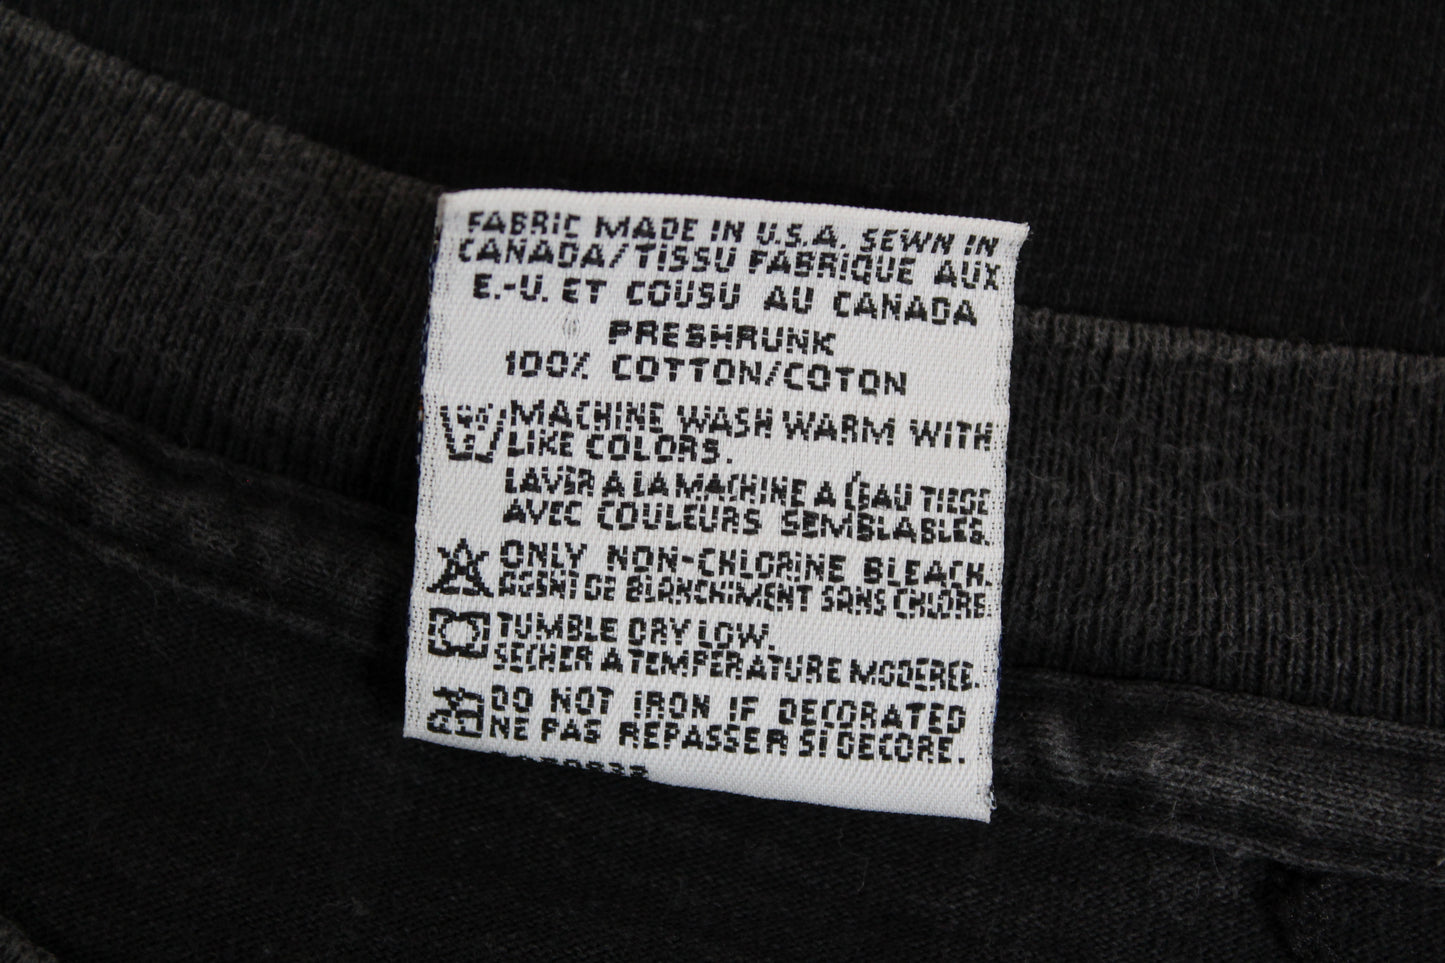 FABRIC MADE IN U.S.A. SEWN IN
CANADA/TISSU FABRIQUE AUX
E.-U. ET COUSU AU CANADA
PRESHRUNK
100% COTTON/COTON
MACHINE WASH WARM WITH
LIKE COLORS.
LAVER A LA MACHINE A L'EAU TIEDE
AVEC COULEURS SEMBLABLES.
ONLY NON-CHLORINE BLEACH.
AGENT DE BLANCHIMENT SANS CHLORE
TUMBLE DRY LOW.
SECHER A TEMPERATURE MODEREE.
DO NOT IRON IF DECORATED
NE PAS REPASSER SI DECORE.